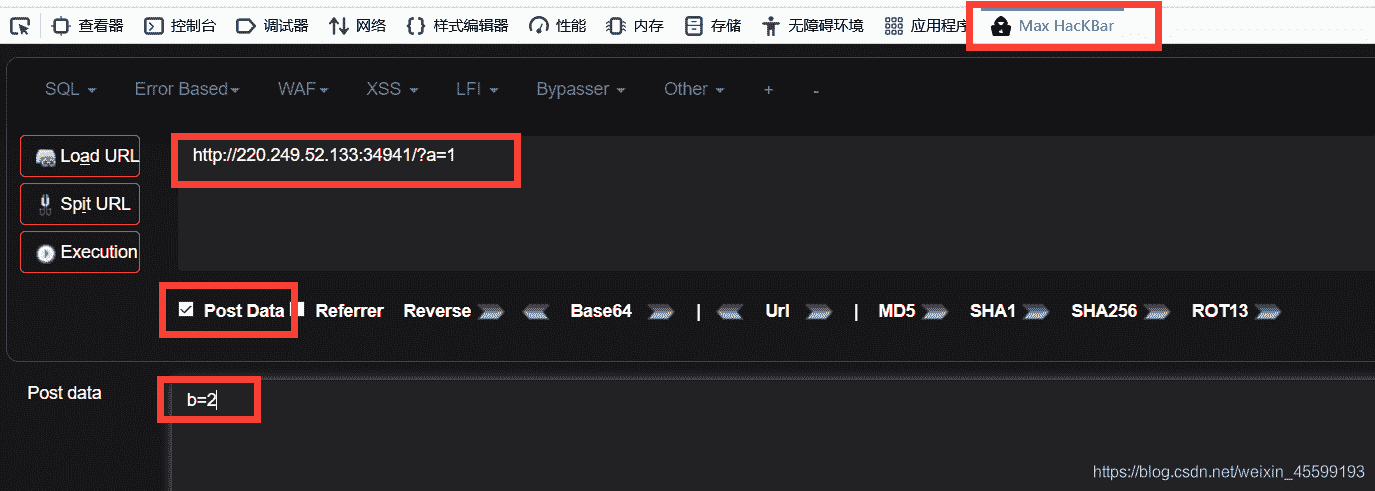 查看器 控制台 调试器 网络 {} 样式编辑器 性能 内存 存储 无障碍环境 应用程序 Max HacKBar
SQL Error Based WAF XSS LFI Bypasser Other + -
Load URL http://220.249.52.133:34941/?a=1
Spit URL
Execution
Post Data Referrer Reverse Base64 | Url | MD5 SHA1 SHA256 ROT13
Post data b=2
https://blog.csdn.net/weixin_45599193